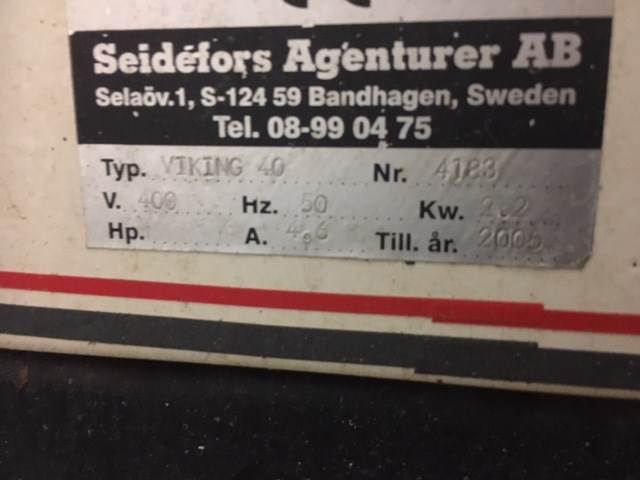 Seidéfors Agenturer AB
Selaöv.1, S-124 59 Bandhagen, Sweden
Tel. 08-99 04 75
Typ. VIKING 40 Nr. 4183
V. 400 Hz. 50 Kw. 2.2
Hp. A. 4.6 Till. år. 2005